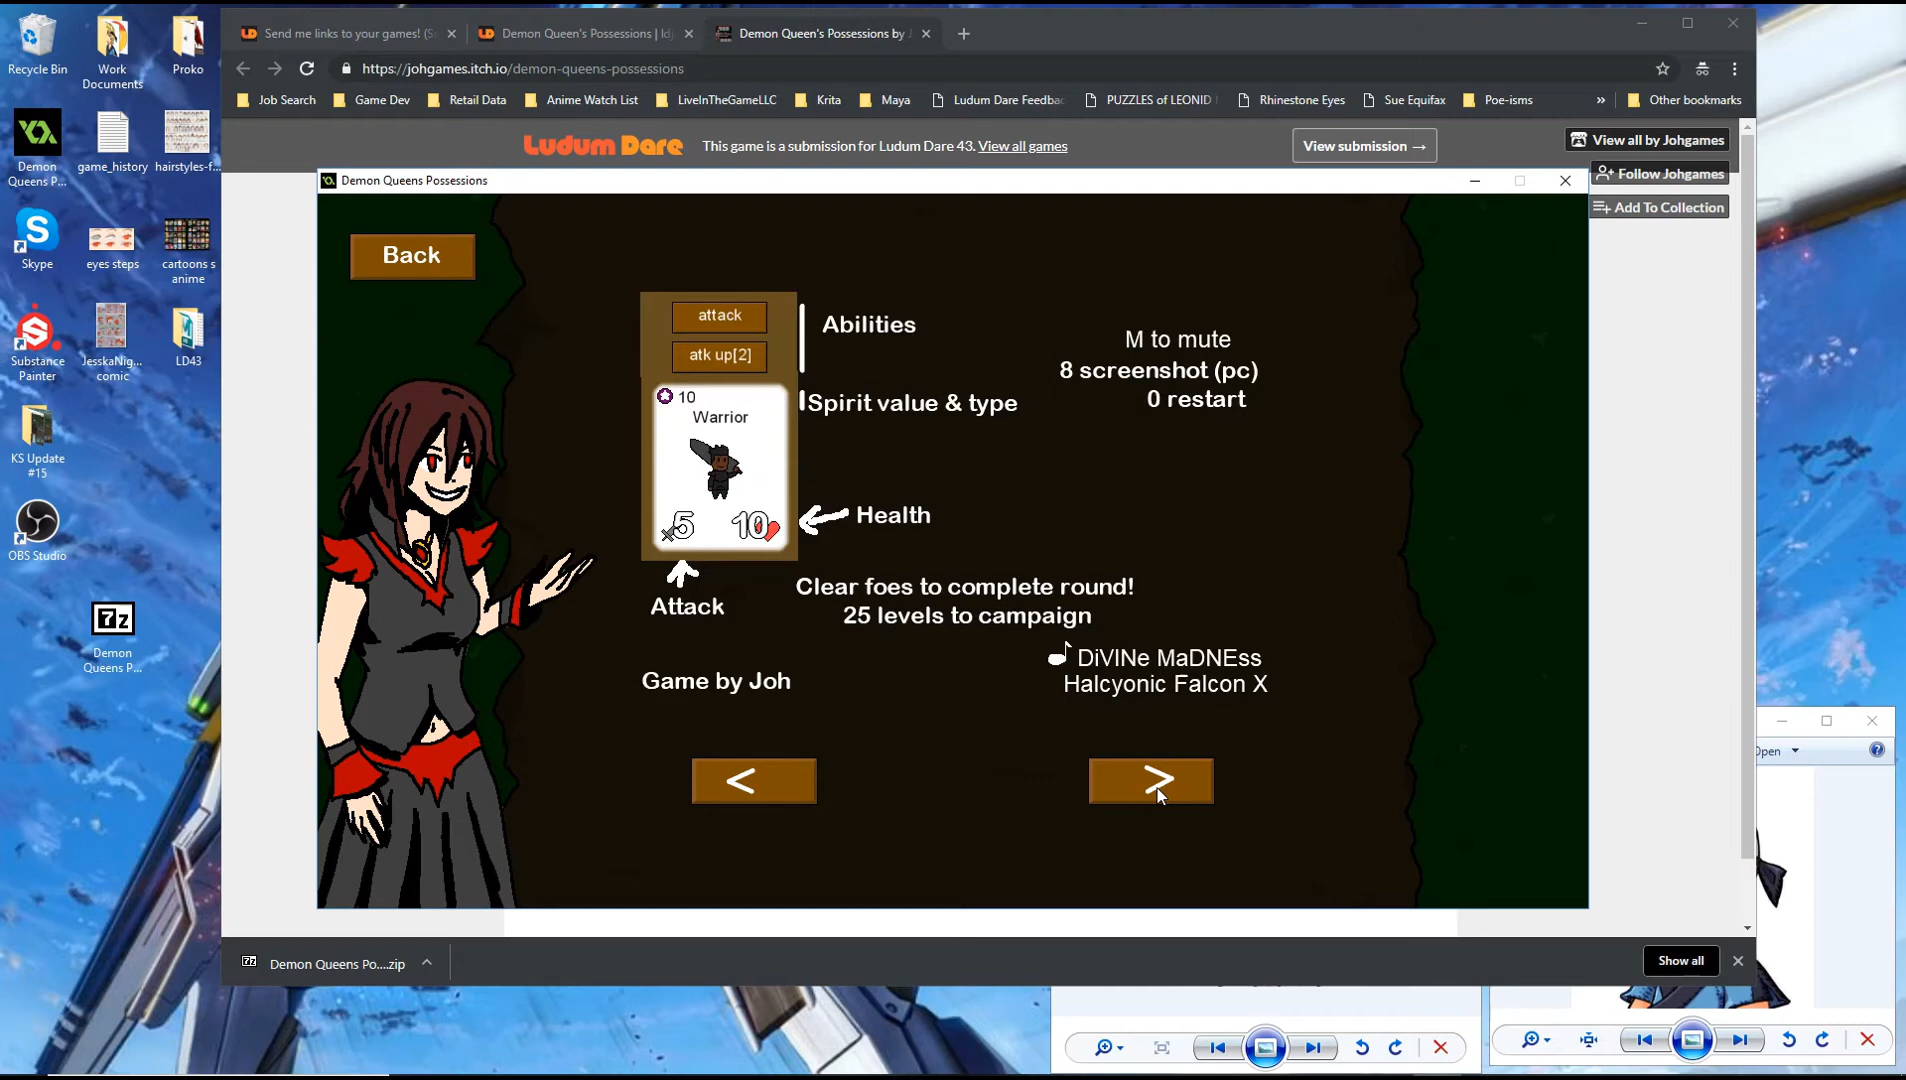 Recycle Bin
Work Documents
Proko
Demon Queens P...
game_history
hairstyles-f...
Skype
eyes steps
cartoons s anime
Substance Painter
JesskaNig... comic
LD43
KS Update #15
OBS Studio
7z
Demon Queens P...
Send me links to your games! (S
Demon Queen's Possessions | ldj
Demon Queen's Possessions by J
https://johgames.itch.io/demon-queens-possessions
Job Search
Game Dev
Retail Data
Anime Watch List
LiveInTheGameLLC
Krita
Maya
Ludum Dare Feedbac
PUZZLES of LEONID
Rhinestone Eyes
Sue Equifax
Poe-isms
»
Other bookmarks
Ludum Dare
This game is a submission for Ludum Dare 43. View all games
View submission →
View all by Johgames
Follow Johgames
Add To Collection
Demon Queens Possessions
Back
attack
atk up[2]
Abilities
10
Warrior
Spirit value & type
5
10
Health
Attack
M to mute
8 screenshot (pc)
0 restart
Clear foes to complete round!
25 levels to campaign
Game by Joh
DiVINe MaDNEss
Halcyonic Falcon X
<
>
Open
7z
Demon Queens Po....zip
Show all